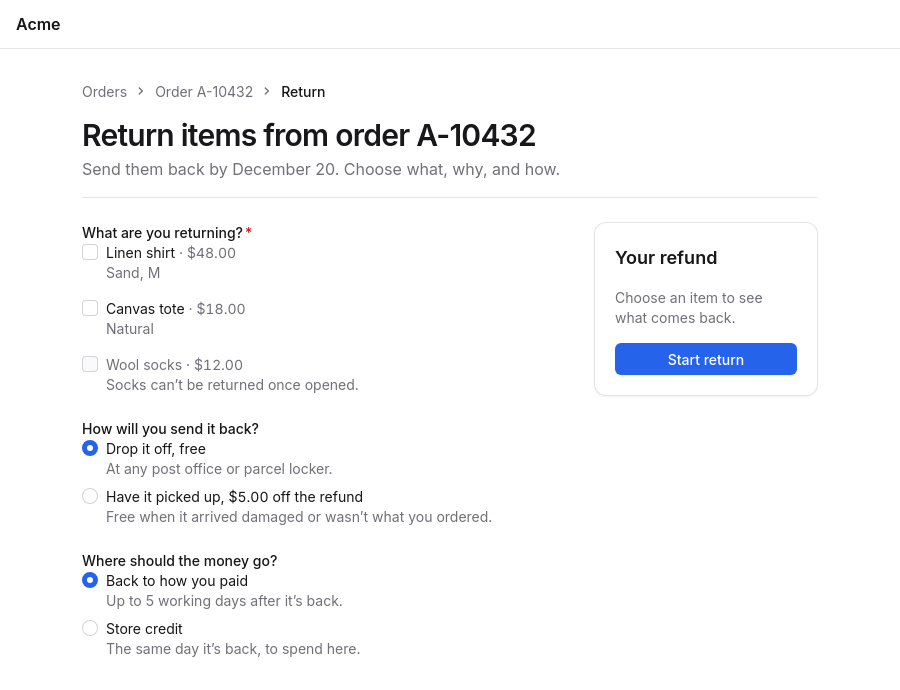 Acme
Orders > Order A-10432 > Return
Return items from order A-10432
Send them back by December 20. Choose what, why, and how.
What are you returning?*
Linen shirt · $48.00
Sand, M
Canvas tote · $18.00
Natural
Wool socks · $12.00
Socks can’t be returned once opened.
How will you send it back?
Drop it off, free
At any post office or parcel locker.
Have it picked up, $5.00 off the refund
Free when it arrived damaged or wasn’t what you ordered.
Where should the money go?
Back to how you paid
Up to 5 working days after it’s back.
Store credit
The same day it’s back, to spend here.
Your refund
Choose an item to see
what comes back.
Start return